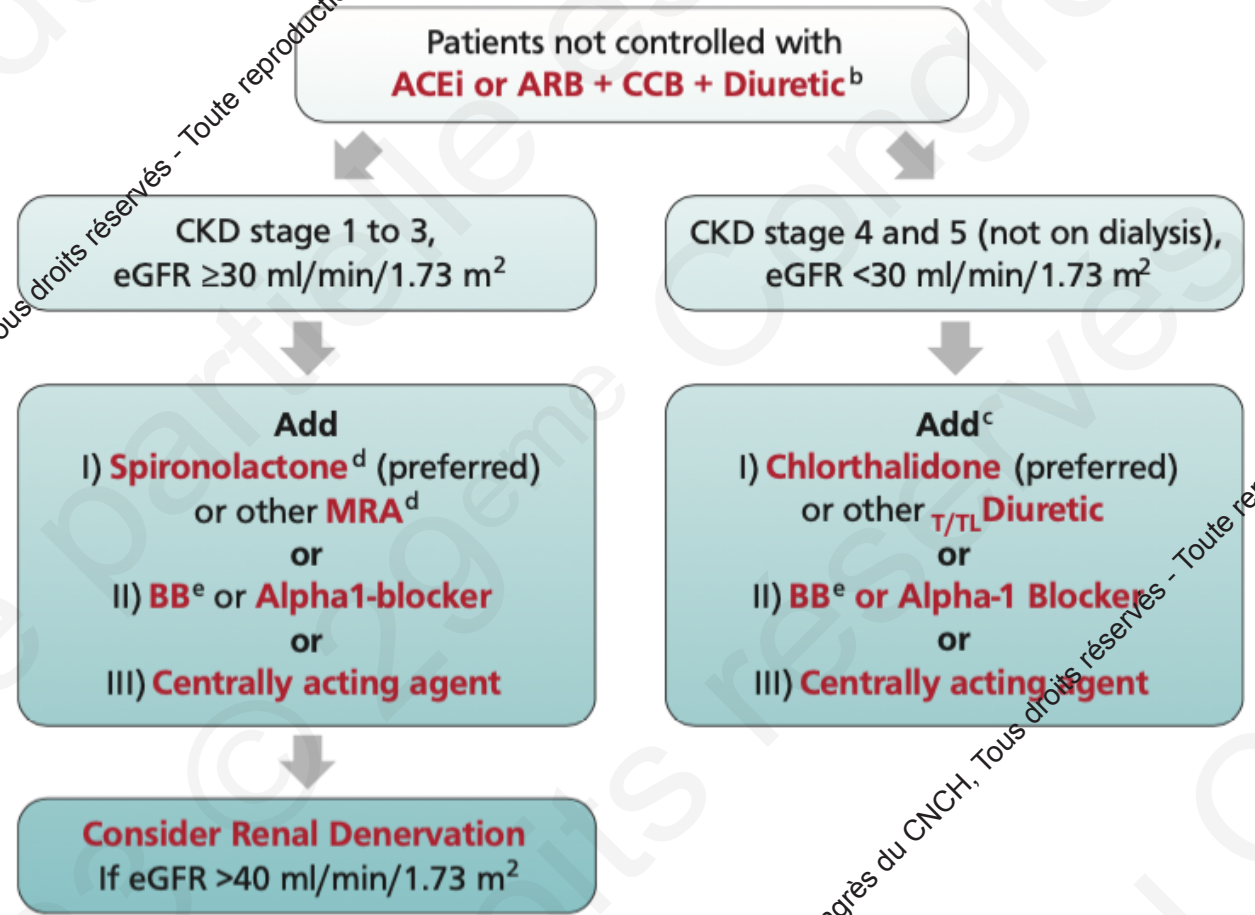 Patients not controlled with
ACEi or ARB + CCB + Diuretic b
CKD stage 1 to 3,
eGFR ≥30 ml/min/1.73 m2
Add
I) Spironolactone d (preferred)
or other MRA d
or
II) BB e or Alpha1-blocker
or
III) Centrally acting agent
Consider Renal Denervation
If eGFR >40 ml/min/1.73 m2
CKD stage 4 and 5 (not on dialysis),
eGFR <30 ml/min/1.73 m2
Add c
I) Chlorthalidone (preferred)
or other T/TL Diuretic
or
II) BB e or Alpha-1 Blocker
or
III) Centrally acting agent
droits réservés - Toute
du CNCH, Tous droits réservés - Toute
partielle
© 29eme
réservés